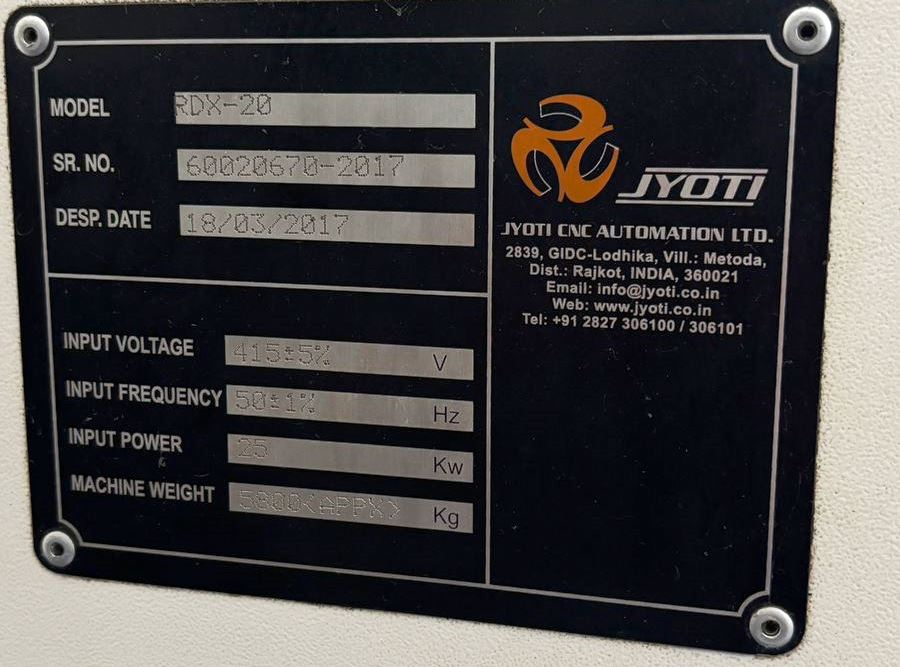 MODEL RDX-20
SR. NO. 60020670-2017
DESP. DATE 18/03/2017
INPUT VOLTAGE 415±5% V
INPUT FREQUENCY 50±1% Hz
INPUT POWER 25 Kw
MACHINE WEIGHT 5800<APPX> Kg
JYOTI
JYOTI CNC AUTOMATION LTD.
2839, GIDC-Lodhika, Vill.: Metoda,
Dist.: Rajkot, INDIA, 360021
Email: info@jyoti.co.in
Web: www.jyoti.co.in
Tel: +91 2827 306100 / 306101